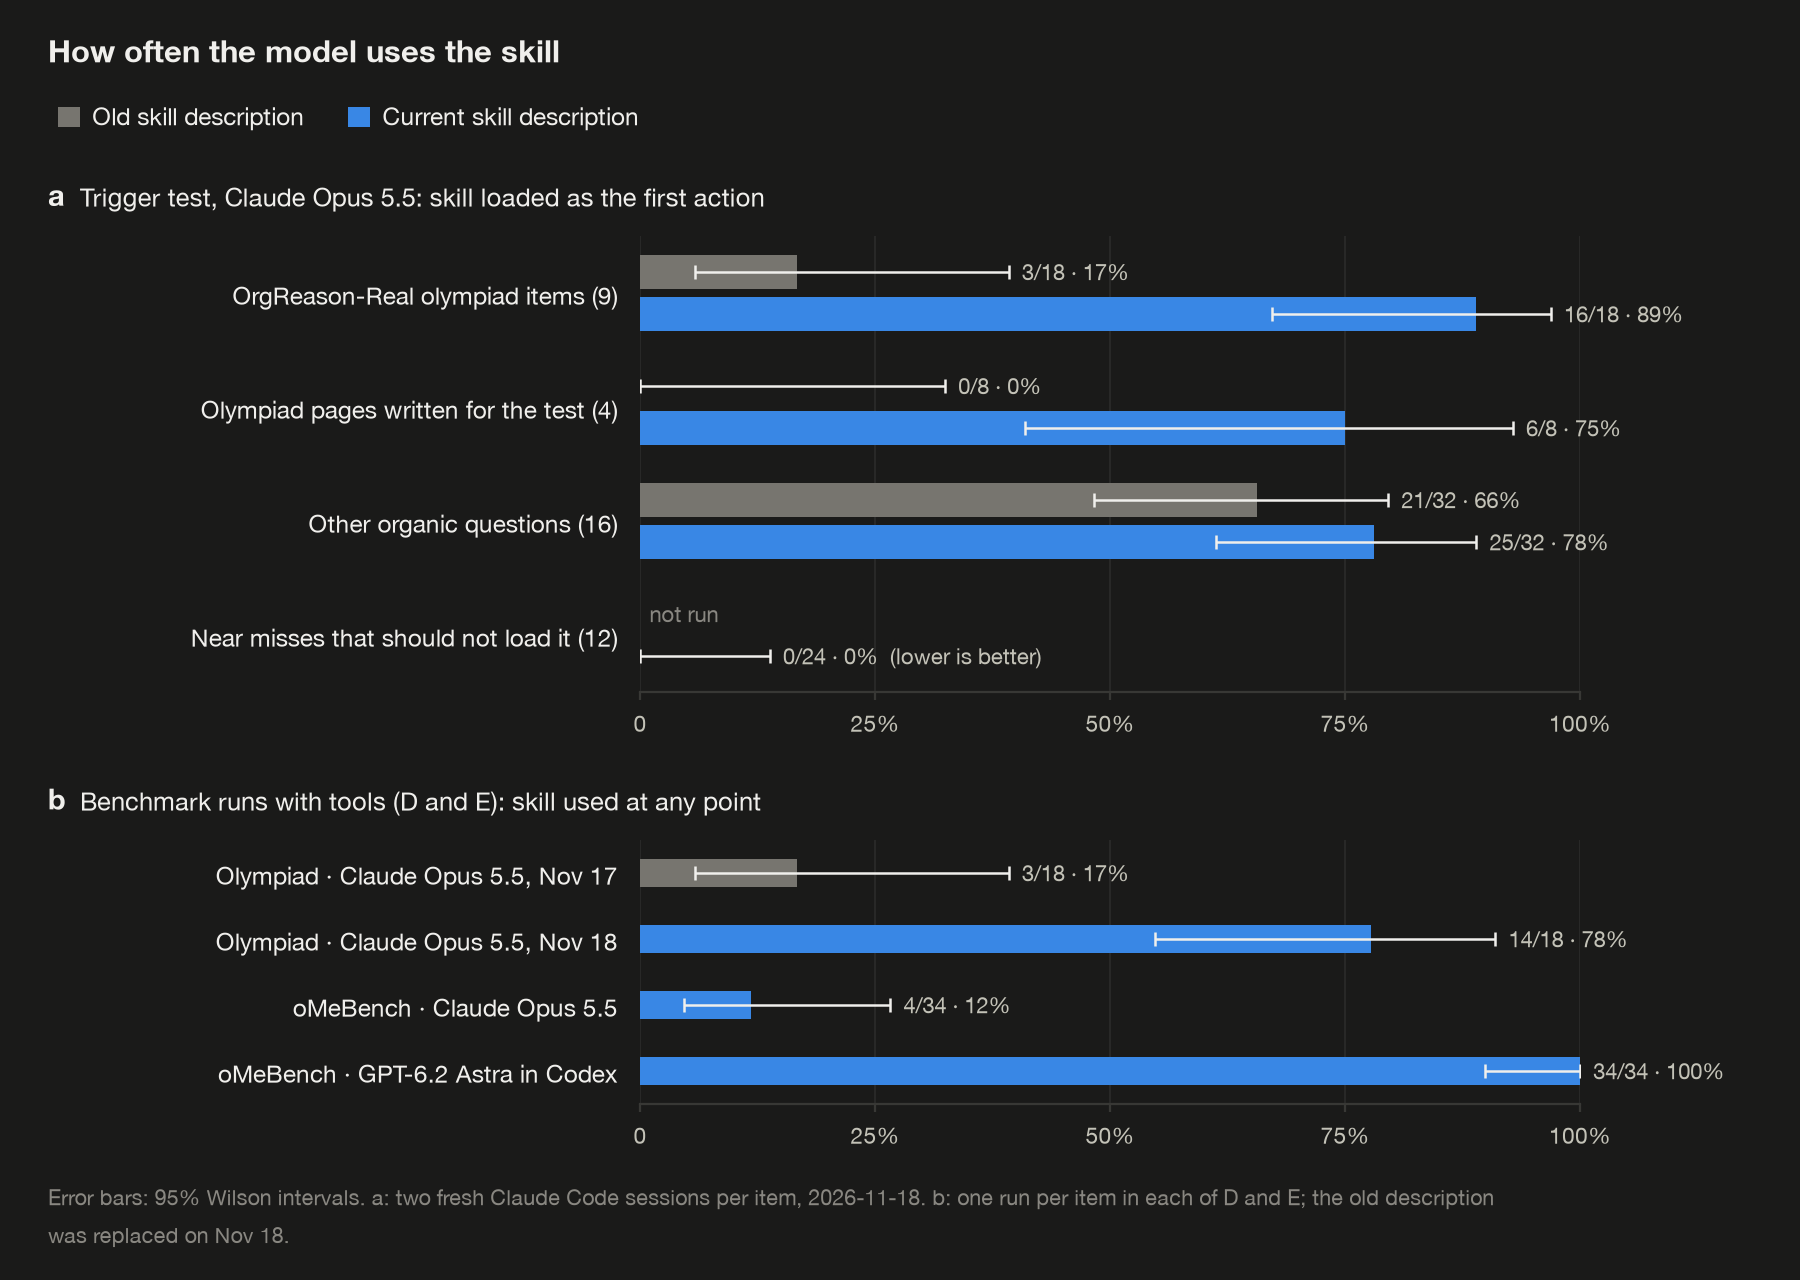 How often the model uses the skill
Old skill description
Current skill description
a Trigger test, Claude Opus 5.5: skill loaded as the first action
OrgReason-Real olympiad items (9)
3/18 · 17%
16/18 · 89%
Olympiad pages written for the test (4)
0/8 · 0%
6/8 · 75%
Other organic questions (16)
21/32 · 66%
25/32 · 78%
Near misses that should not load it (12)
not run
0/24 · 0% (lower is better)
0 25% 50% 75% 100%
b Benchmark runs with tools (D and E): skill used at any point
Olympiad · Claude Opus 5.5, Nov 17
3/18 · 17%
Olympiad · Claude Opus 5.5, Nov 18
14/18 · 78%
oMeBench · Claude Opus 5.5
4/34 · 12%
oMeBench · GPT-6.2 Astra in Codex
34/34 · 100%
0 25% 50% 75% 100%
Error bars: 95% Wilson intervals. a: two fresh Claude Code sessions per item, 2026-11-18. b: one run per item in each of D and E; the old description
was replaced on Nov 18.